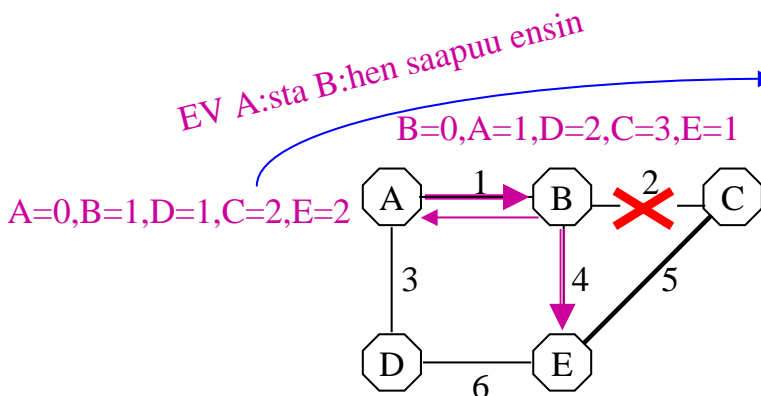 EV A:sta B:hen saapuu ensin
B=0,A=1,D=2,C=3,E=1
A=0,B=1,D=1,C=2,E=2
A 1 B 2 C
3 4 5
D 6 E